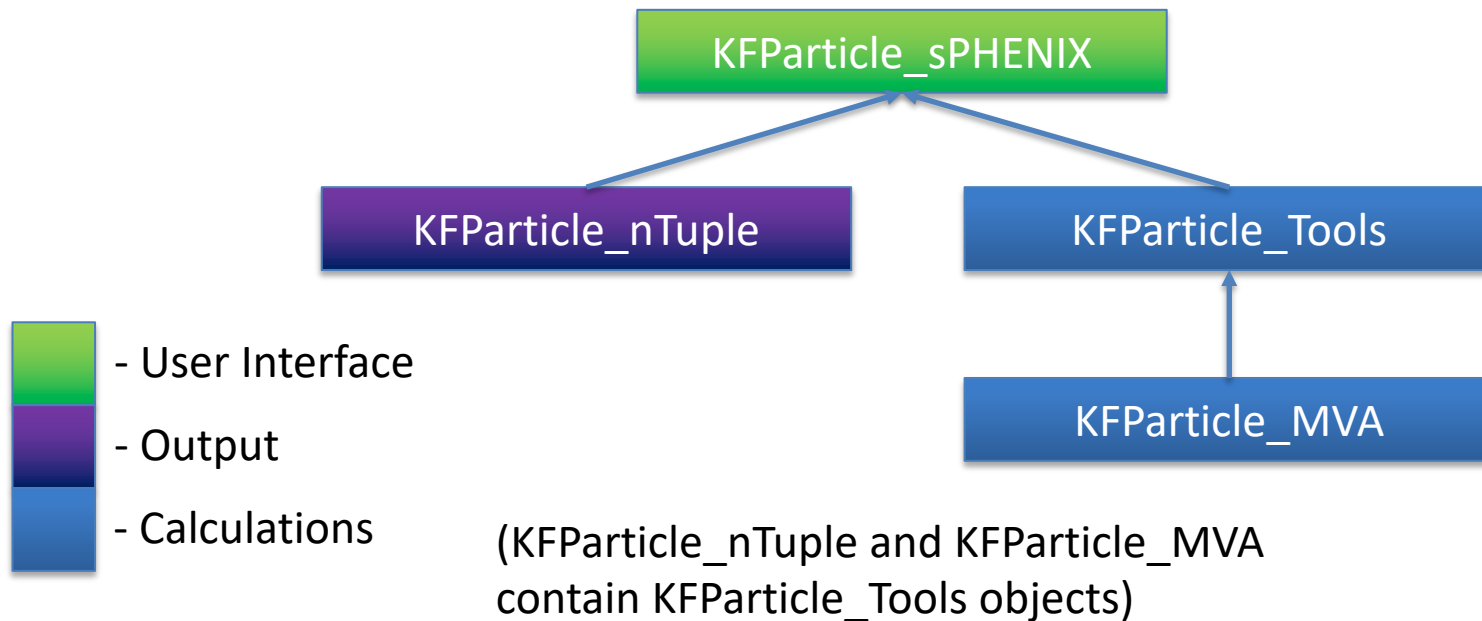 KFParticle_sPHENIX
KFParticle_nTuple
KFParticle_Tools
KFParticle_MVA
- User Interface
- Output
- Calculations
(KFParticle_nTuple and KFParticle_MVA
contain KFParticle_Tools objects)